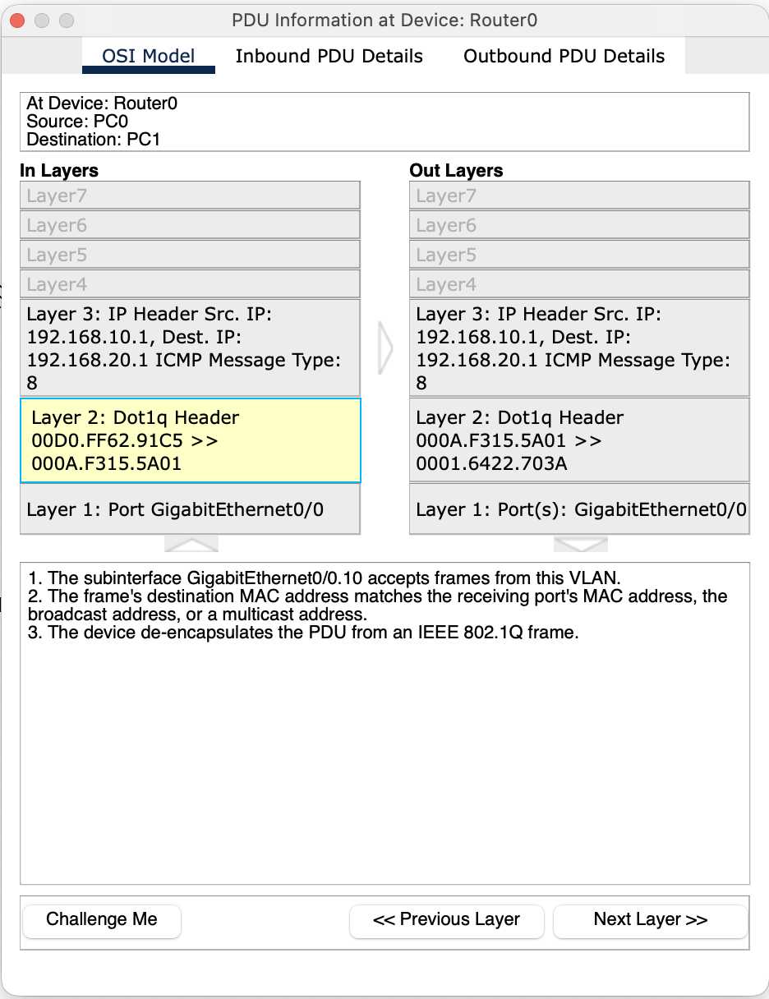 PDU Information at Device: Router0
OSI Model
Inbound PDU Details
Outbound PDU Details
At Device: Router0
Source: PC0
Destination: PC1
In Layers
Layer7
Layer6
Layer5
Layer4
Layer 3: IP Header Src. IP:
192.168.10.1, Dest. IP:
192.168.20.1 ICMP Message Type:
8
Layer 2: Dot1q Header
00D0.FF62.91C5 >>
000A.F315.5A01
Layer 1: Port GigabitEthernet0/0
Out Layers
Layer7
Layer6
Layer5
Layer4
Layer 3: IP Header Src. IP:
192.168.10.1, Dest. IP:
192.168.20.1 ICMP Message Type:
8
Layer 2: Dot1q Header
000A.F315.5A01 >>
0001.6422.703A
Layer 1: Port(s): GigabitEthernet0/0
1. The subinterface GigabitEthernet0/0.10 accepts frames from this VLAN.
2. The frame's destination MAC address matches the receiving port's MAC address, the
broadcast address, or a multicast address.
3. The device de-encapsulates the PDU from an IEEE 802.1Q frame.
Challenge Me
<< Previous Layer
Next Layer >>